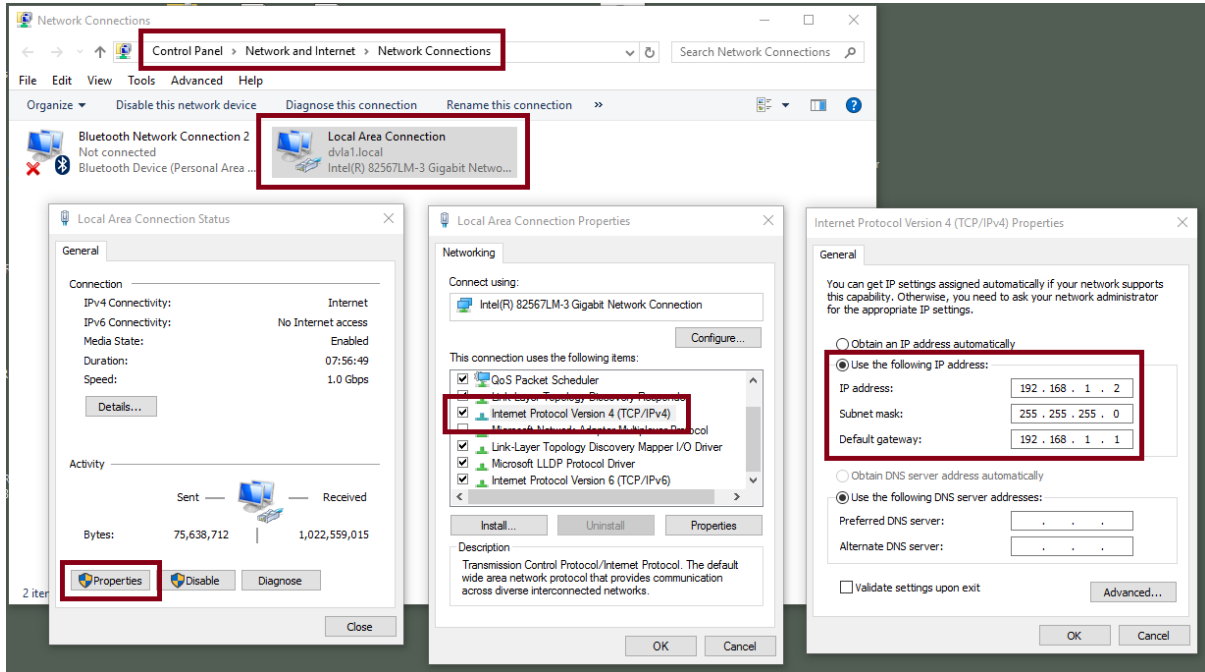 Network Connections
Control Panel > Network and Internet > Network Connections
Search Network Connections
File Edit View Tools Advanced Help
Organize Disable this network device Diagnose this connection Rename this connection »
Bluetooth Network Connection 2
Not connected
Bluetooth Device (Personal Area ...
Local Area Connection
dvla1.local
Intel(R) 82567LM-3 Gigabit Netwo...
Local Area Connection Status
General
Connection
IPv4 Connectivity: Internet
IPv6 Connectivity: No Internet access
Media State: Enabled
Duration: 07:56:49
Speed: 1.0 Gbps
Details...
Activity
Sent Received
Bytes: 75,638,712 1,022,559,015
Properties Disable Diagnose
Close
Local Area Connection Properties
Networking
Connect using:
Intel(R) 82567LM-3 Gigabit Network Connection
Configure...
This connection uses the following items:
QoS Packet Scheduler
Link-Layer Topology Discovery Responder
Internet Protocol Version 4 (TCP/IPv4)
Microsoft Network Adapter Multiplexor Protocol
Link-Layer Topology Discovery Mapper I/O Driver
Microsoft LLDP Protocol Driver
Internet Protocol Version 6 (TCP/IPv6)
Install... Uninstall Properties
Description
Transmission Control Protocol/Internet Protocol. The default
wide area network protocol that provides communication
across diverse interconnected networks.
OK Cancel
Internet Protocol Version 4 (TCP/IPv4) Properties
General
You can get IP settings assigned automatically if your network supports
this capability. Otherwise, you need to ask your network administrator
for the appropriate IP settings.
Obtain an IP address automatically
Use the following IP address:
IP address: 192 . 168 . 1 . 2
Subnet mask: 255 . 255 . 255 . 0
Default gateway: 192 . 168 . 1 . 1
Obtain DNS server address automatically
Use the following DNS server addresses:
Preferred DNS server: . . .
Alternate DNS server: . . .
Validate settings upon exit
Advanced...
OK Cancel